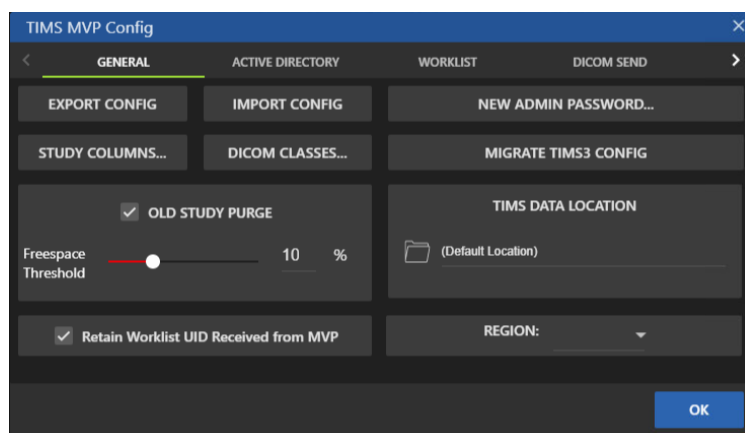 TIMS MVP Config
GENERAL ACTIVE DIRECTORY WORKLIST DICOM SEND
EXPORT CONFIG IMPORT CONFIG NEW ADMIN PASSWORD...
STUDY COLUMNS... DICOM CLASSES... MIGRATE TIMS3 CONFIG
OLD STUDY PURGE
Freespace
Threshold
10 %
TIMS DATA LOCATION
(Default Location)
Retain Worklist UID Received from MVP
REGION:
OK